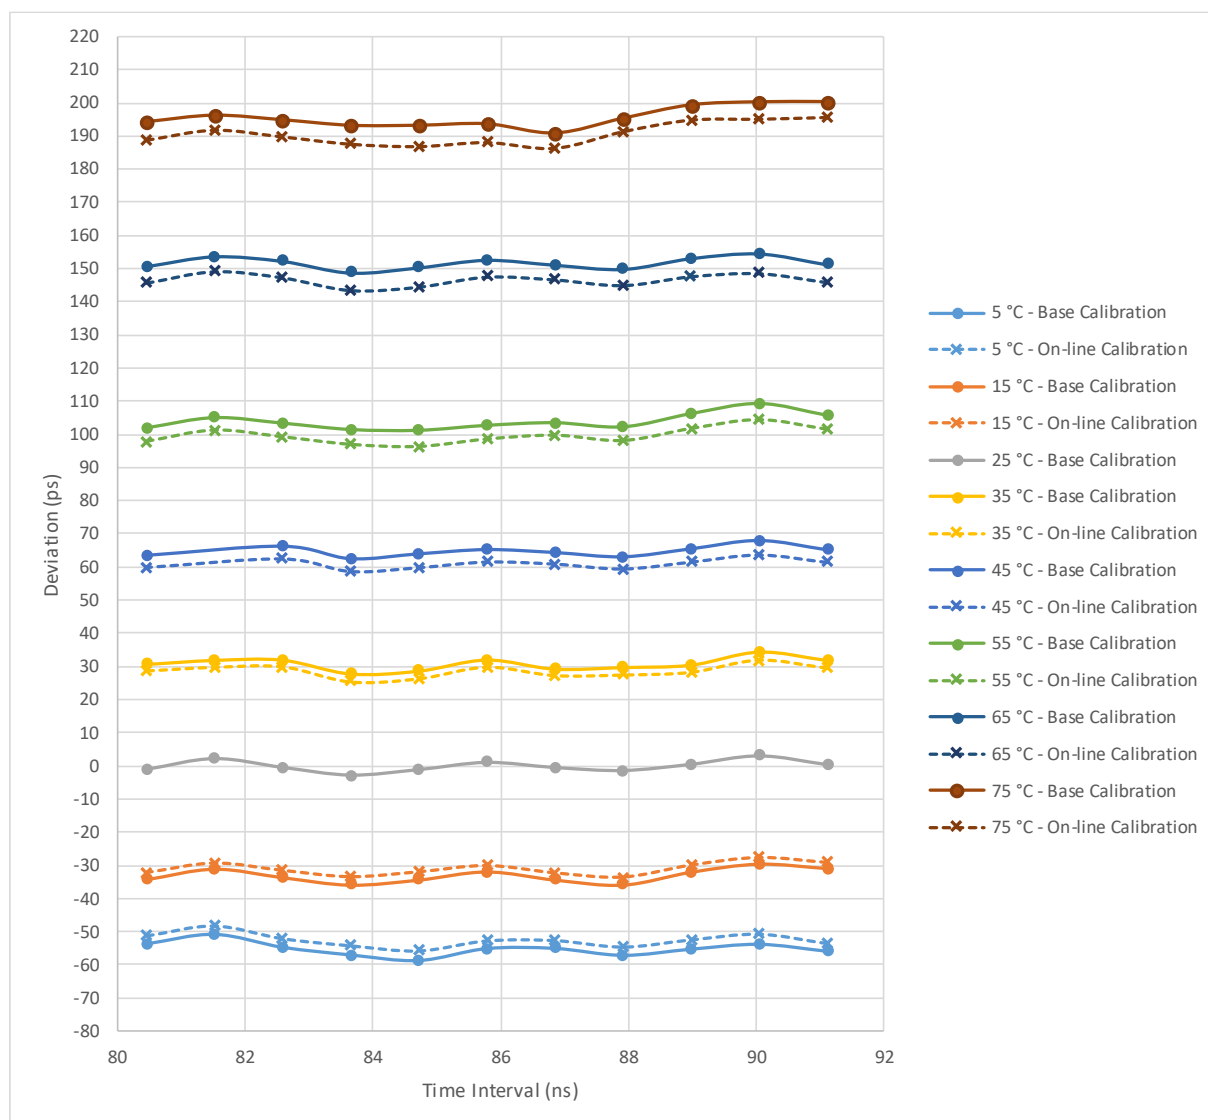 220
210
200
190
180
170
160
150
140
130
120
110
100
90
80
70
60
50
40
30
20
10
0
-10
-20
-30
-40
-50
-60
-70
-80
80 82 84 86 88 90 92
Deviation (ps)
Time Interval (ns)
5 °C - Base Calibration
5 °C - On-line Calibration
15 °C - Base Calibration
15 °C - On-line Calibration
25 °C - Base Calibration
35 °C - Base Calibration
35 °C - On-line Calibration
45 °C - Base Calibration
45 °C - On-line Calibration
55 °C - Base Calibration
55 °C - On-line Calibration
65 °C - Base Calibration
65 °C - On-line Calibration
75 °C - Base Calibration
75 °C - On-line Calibration